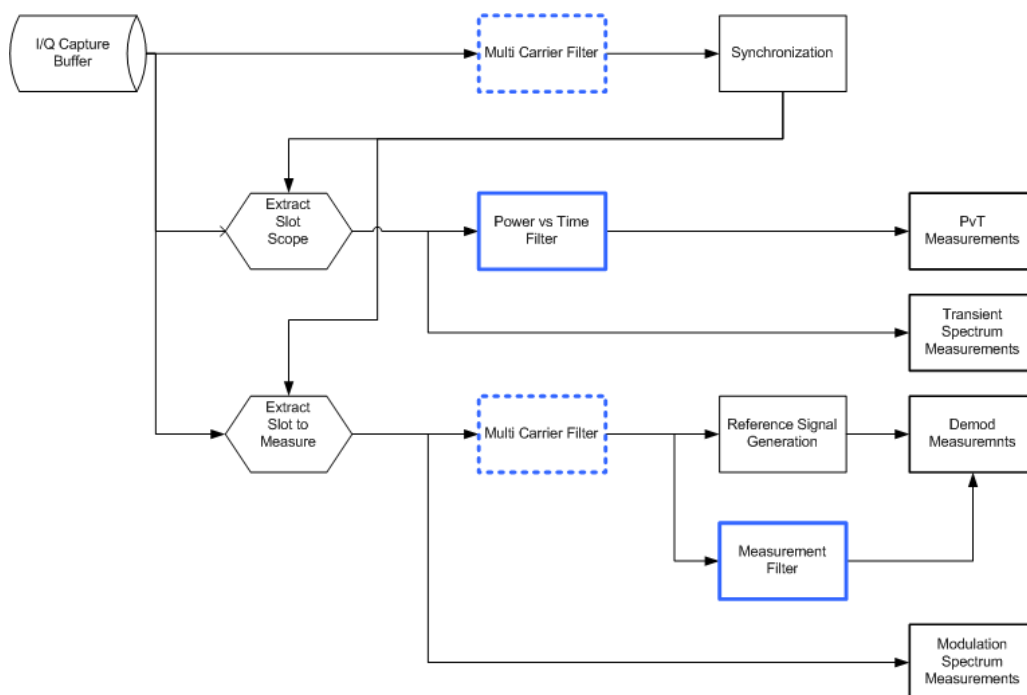 I/Q Capture
Buffer
Multi Carrier Filter
Synchronization
Extract
Slot
Scope
Power vs Time
Filter
PvT
Measurements
Transient
Spectrum
Measurements
Extract
Slot to
Measure
Multi Carrier Filter
Reference Signal
Generation
Demod
Measuremnts
Measurement
Filter
Modulation
Spectrum
Measurements